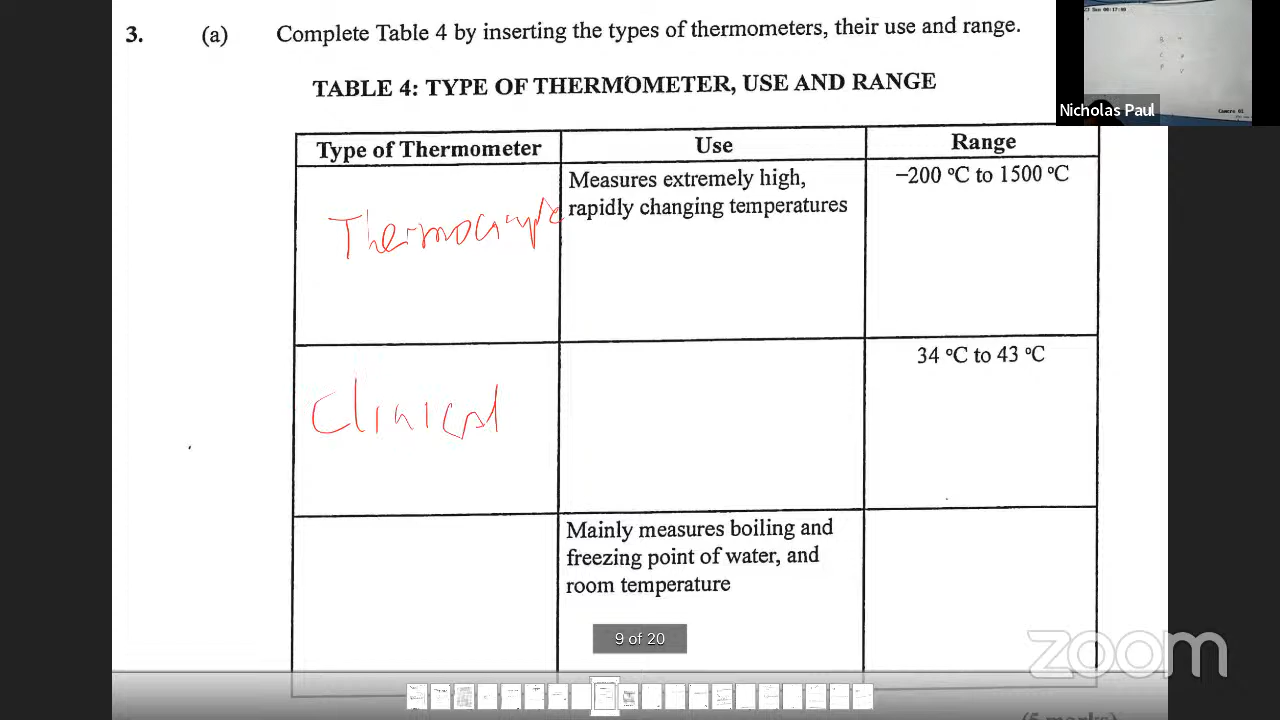 3. (a) Complete Table 4 by inserting the types of thermometers, their use and range.
TABLE 4: TYPE OF THERMOMETER, USE AND RANGE
Type of Thermometer Use Range
Measures extremely high, −200 °C to 1500 °C
rapidly changing temperatures
Thermocouple
34 °C to 43 °C
Clinical
Mainly measures boiling and
freezing point of water, and
room temperature
9 of 20
(5 marks)
Nicholas Paul
zoom